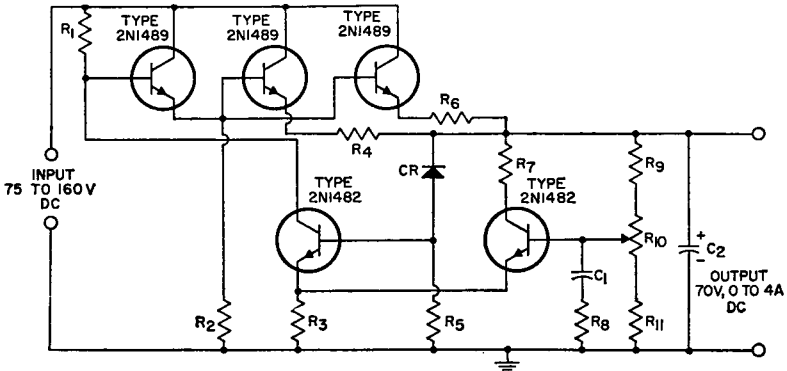 TYPE
2N1489
TYPE
2N1489
TYPE
2N1489
R1
R6
R4
R7
R9
CR
INPUT
75 TO 160 V
DC
TYPE
2N1482
TYPE
2N1482
R10
C2
+
−
C1
OUTPUT
70V, 0 TO 4A
DC
R2
R3
R5
R8
R11